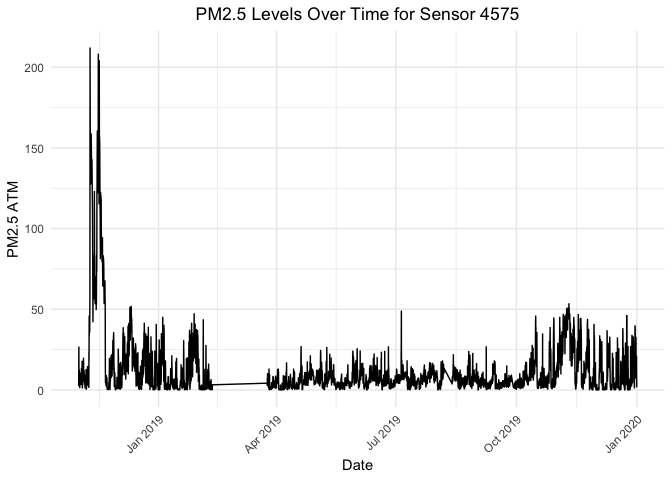 PM2.5 Levels Over Time for Sensor 4575
PM2.5 ATM
200
150
100
50
0
Jan 2019
Apr 2019
Jul 2019
Oct 2019
Jan 2020
Date